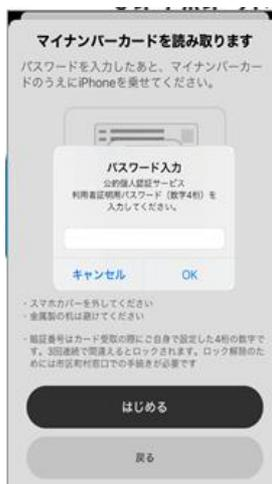 マイナンバーカードを読み取ります
パスワードを入力したあと、マイナンバーカー
ドのうえにiPhoneを乗せてください。
パスワード入力
公的個人認証サービス
利用者証明用パスワード（数字4桁）を
入力してください。
キャンセル
OK
・スマホカバーを外してください
・金属製の机は避けてください
・暗証番号はカード受取の際にご自身で設定した4桁の数字で
す。3回連続で間違えるとロックされます。ロック解除のた
めには市区町村窓口での手続きが必要です
はじめる
戻る